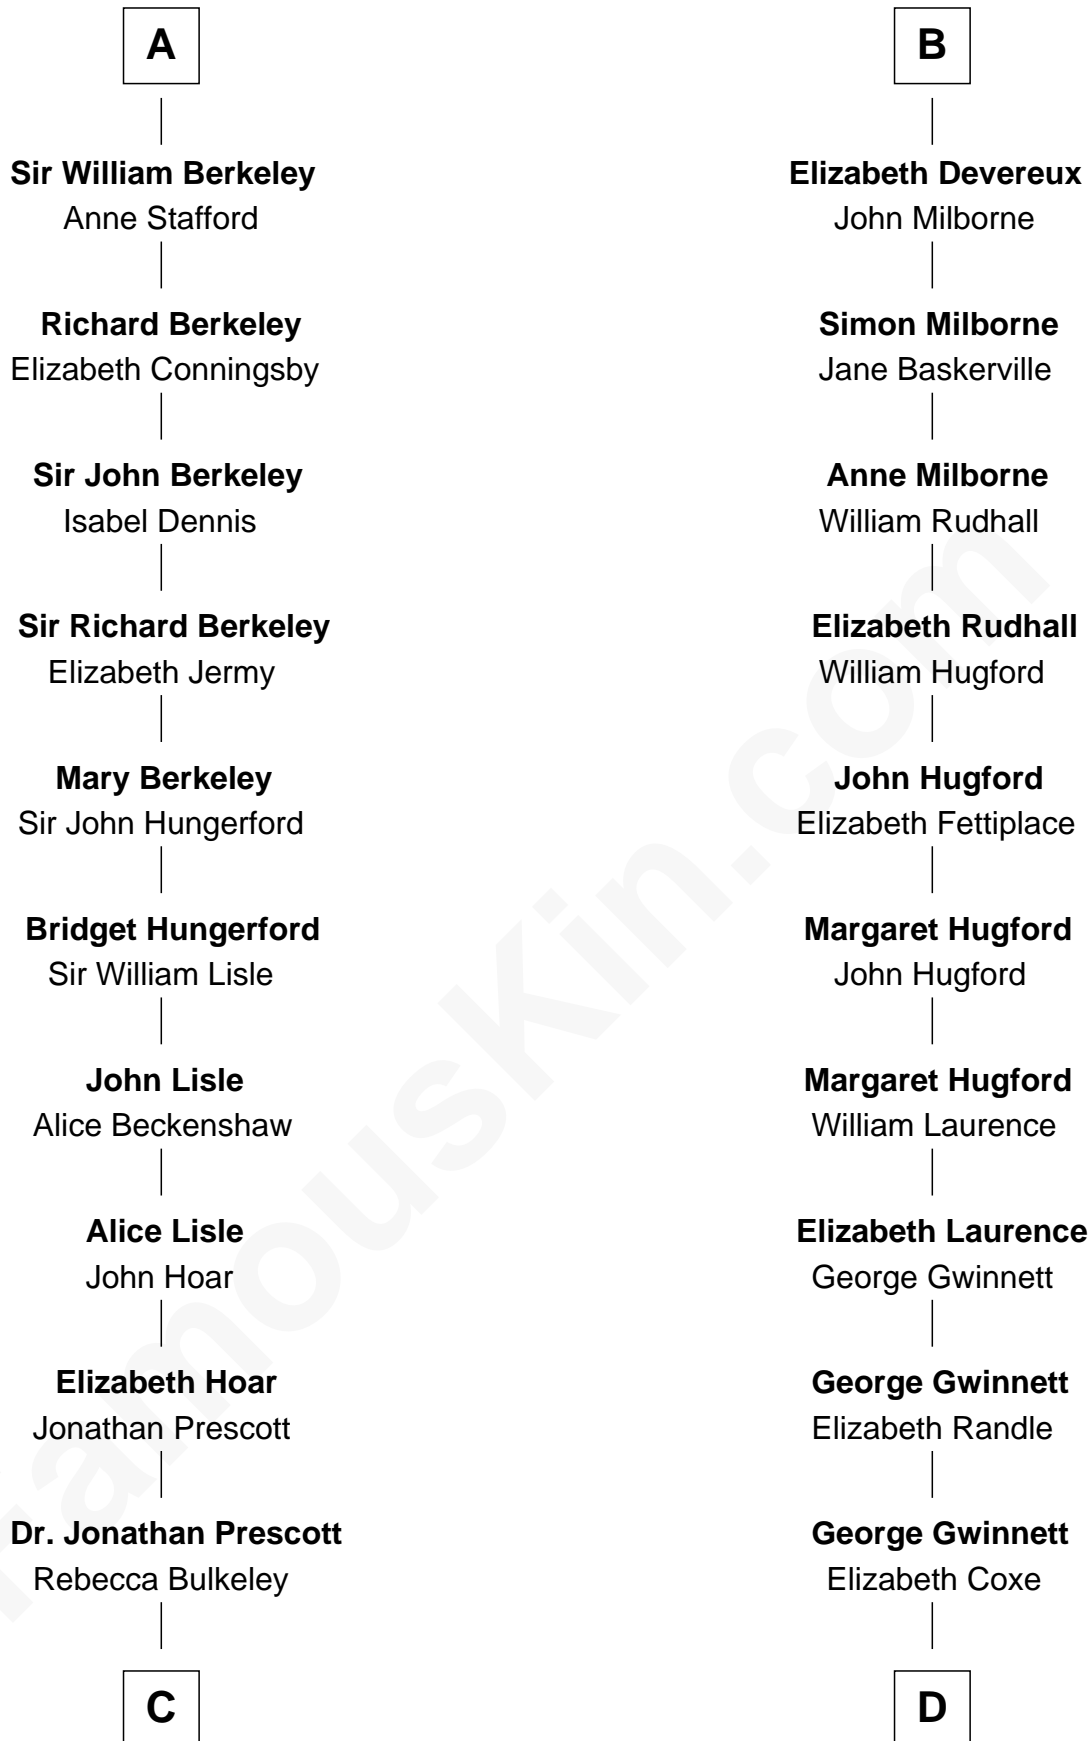 A
Sir William Berkeley
Anne Stafford
Richard Berkeley
Elizabeth Conningsby
Sir John Berkeley
Isabel Dennis
Sir Richard Berkeley
Elizabeth Jermy
Mary Berkeley
Sir John Hungerford
Bridget Hungerford
Sir William Lisle
John Lisle
Alice Beckenshaw
Alice Lisle
John Hoar
Elizabeth Hoar
Jonathan Prescott
Dr. Jonathan Prescott
Rebecca Bulkeley
C
B
Elizabeth Devereux
John Milborne
Simon Milborne
Jane Baskerville
Anne Milborne
William Rudhall
Elizabeth Rudhall
William Hugford
John Hugford
Elizabeth Fettiplace
Margaret Hugford
John Hugford
Margaret Hugford
William Laurence
Elizabeth Laurence
George Gwinnett
George Gwinnett
Elizabeth Randle
George Gwinnett
Elizabeth Coxe
D
FamousKin.com